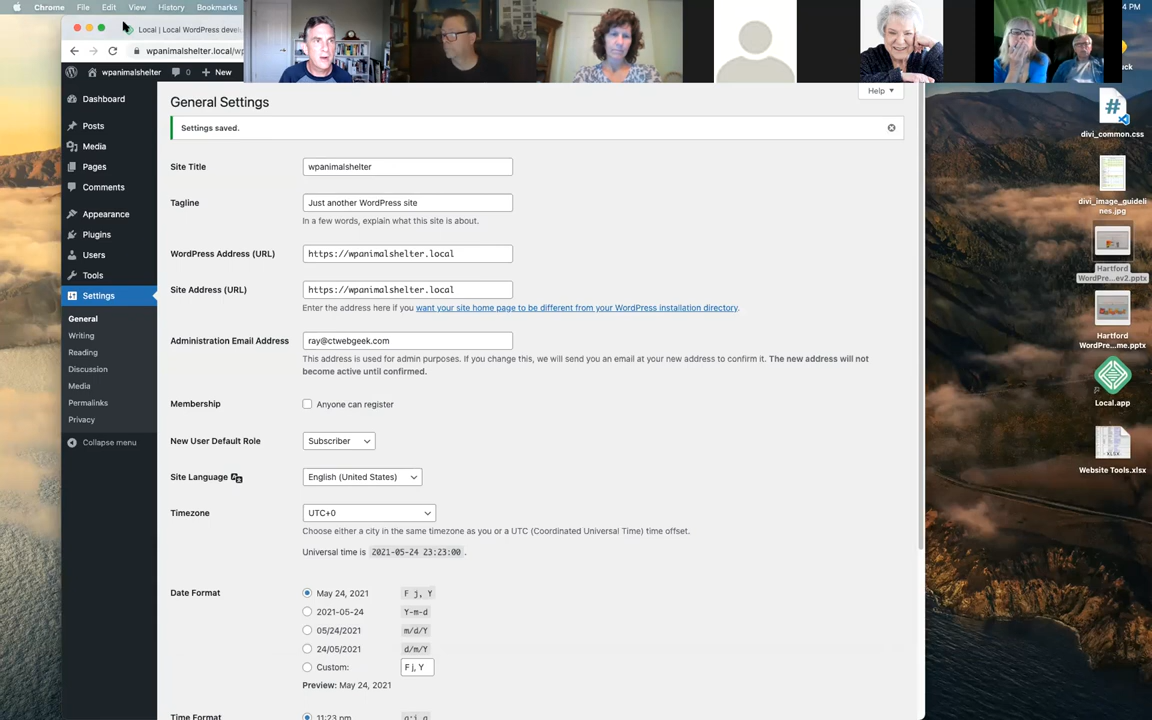 Chrome File Edit View History Bookmarks
4 PM
Local | Local WordPress devel
wpanimalshelter.local/wp
wpanimalshelter 0 + New
Dashboard
Posts
Media
Pages
Comments
Appearance
Plugins
Users
Tools
Settings
General
Writing
Reading
Discussion
Media
Permalinks
Privacy
Collapse menu
General Settings
Help
Settings saved.
Site Title wpanimalshelter
Tagline Just another WordPress site
In a few words, explain what this site is about.
WordPress Address (URL) https://wpanimalshelter.local
Site Address (URL) https://wpanimalshelter.local
Enter the address here if you want your site home page to be different from your WordPress installation directory.
Administration Email Address ray@ctwebgeek.com
This address is used for admin purposes. If you change this, we will send you an email at your new address to confirm it. The new address will not
become active until confirmed.
Membership Anyone can register
New User Default Role Subscriber
Site Language English (United States)
Timezone UTC+0
Choose either a city in the same timezone as you or a UTC (Coordinated Universal Time) time offset.
Universal time is 2021-05-24 23:23:00 .
Date Format May 24, 2021 F j, Y
2021-05-24 Y-m-d
05/24/2021 m/d/Y
24/05/2021 d/m/Y
Custom: F j, Y
Preview: May 24, 2021
Time Format 11:23 pm g:i a
uck
divi_common.css
divi_image_guideli
nes.jpg
Hartford
WordPre...ev2.pptx
Hartford
WordPre...me.pptx
Local.app
XLSX
Website Tools.xlsx